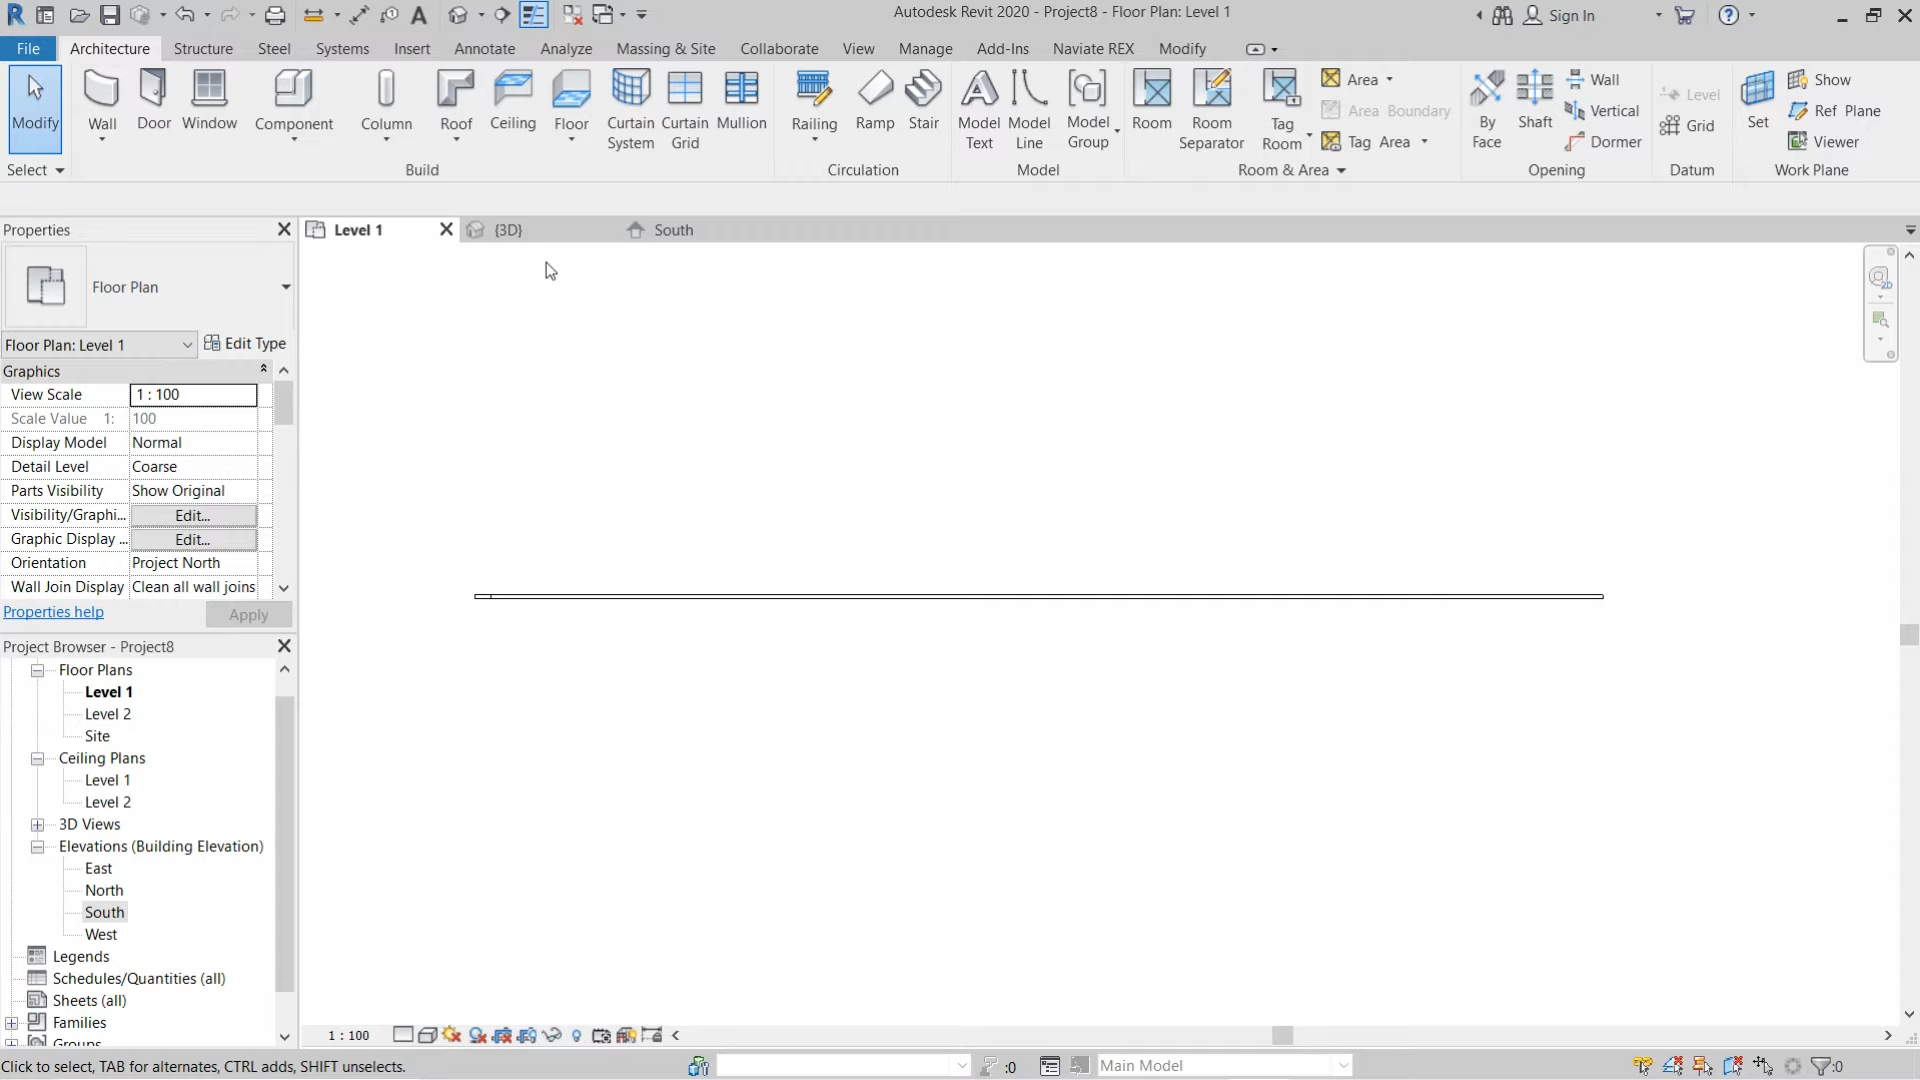 Autodesk Revit 2020 - Project8 - Floor Plan: Level 1
Sign In
File Architecture Structure Steel Systems Insert Annotate Analyze Massing & Site Collaborate View Manage Add-Ins Naviate REX Modify
Modify
Wall
Door
Window
Component
Column
Roof
Ceiling
Floor
Curtain System
Curtain Grid
Mullion
Railing
Ramp
Stair
Model Text
Model Line
Model Group
Room
Room Separator
Tag Room
Area
Area Boundary
Tag Area
By Face
Shaft
Wall
Vertical
Dormer
Level
Grid
Set
Show
Ref Plane
Viewer
Select Build Circulation Model Room & Area Opening Datum Work Plane
Properties
Level 1 {3D} South
2D
Floor Plan
Floor Plan: Level 1 Edit Type
Graphics
View Scale 1 : 100
Scale Value 1: 100
Display Model Normal
Detail Level Coarse
Parts Visibility Show Original
Visibility/Graphi... Edit...
Graphic Display ... Edit...
Orientation Project North
Wall Join Display Clean all wall joins
Properties help Apply
Project Browser - Project8
Floor Plans
Level 1
Level 2
Site
Ceiling Plans
Level 1
Level 2
3D Views
Elevations (Building Elevation)
East
North
South
West
Legends
Schedules/Quantities (all)
Sheets (all)
Families
Groups
1 : 100
Click to select, TAB for alternates, CTRL adds, SHIFT unselects.
:0
Main Model
:0